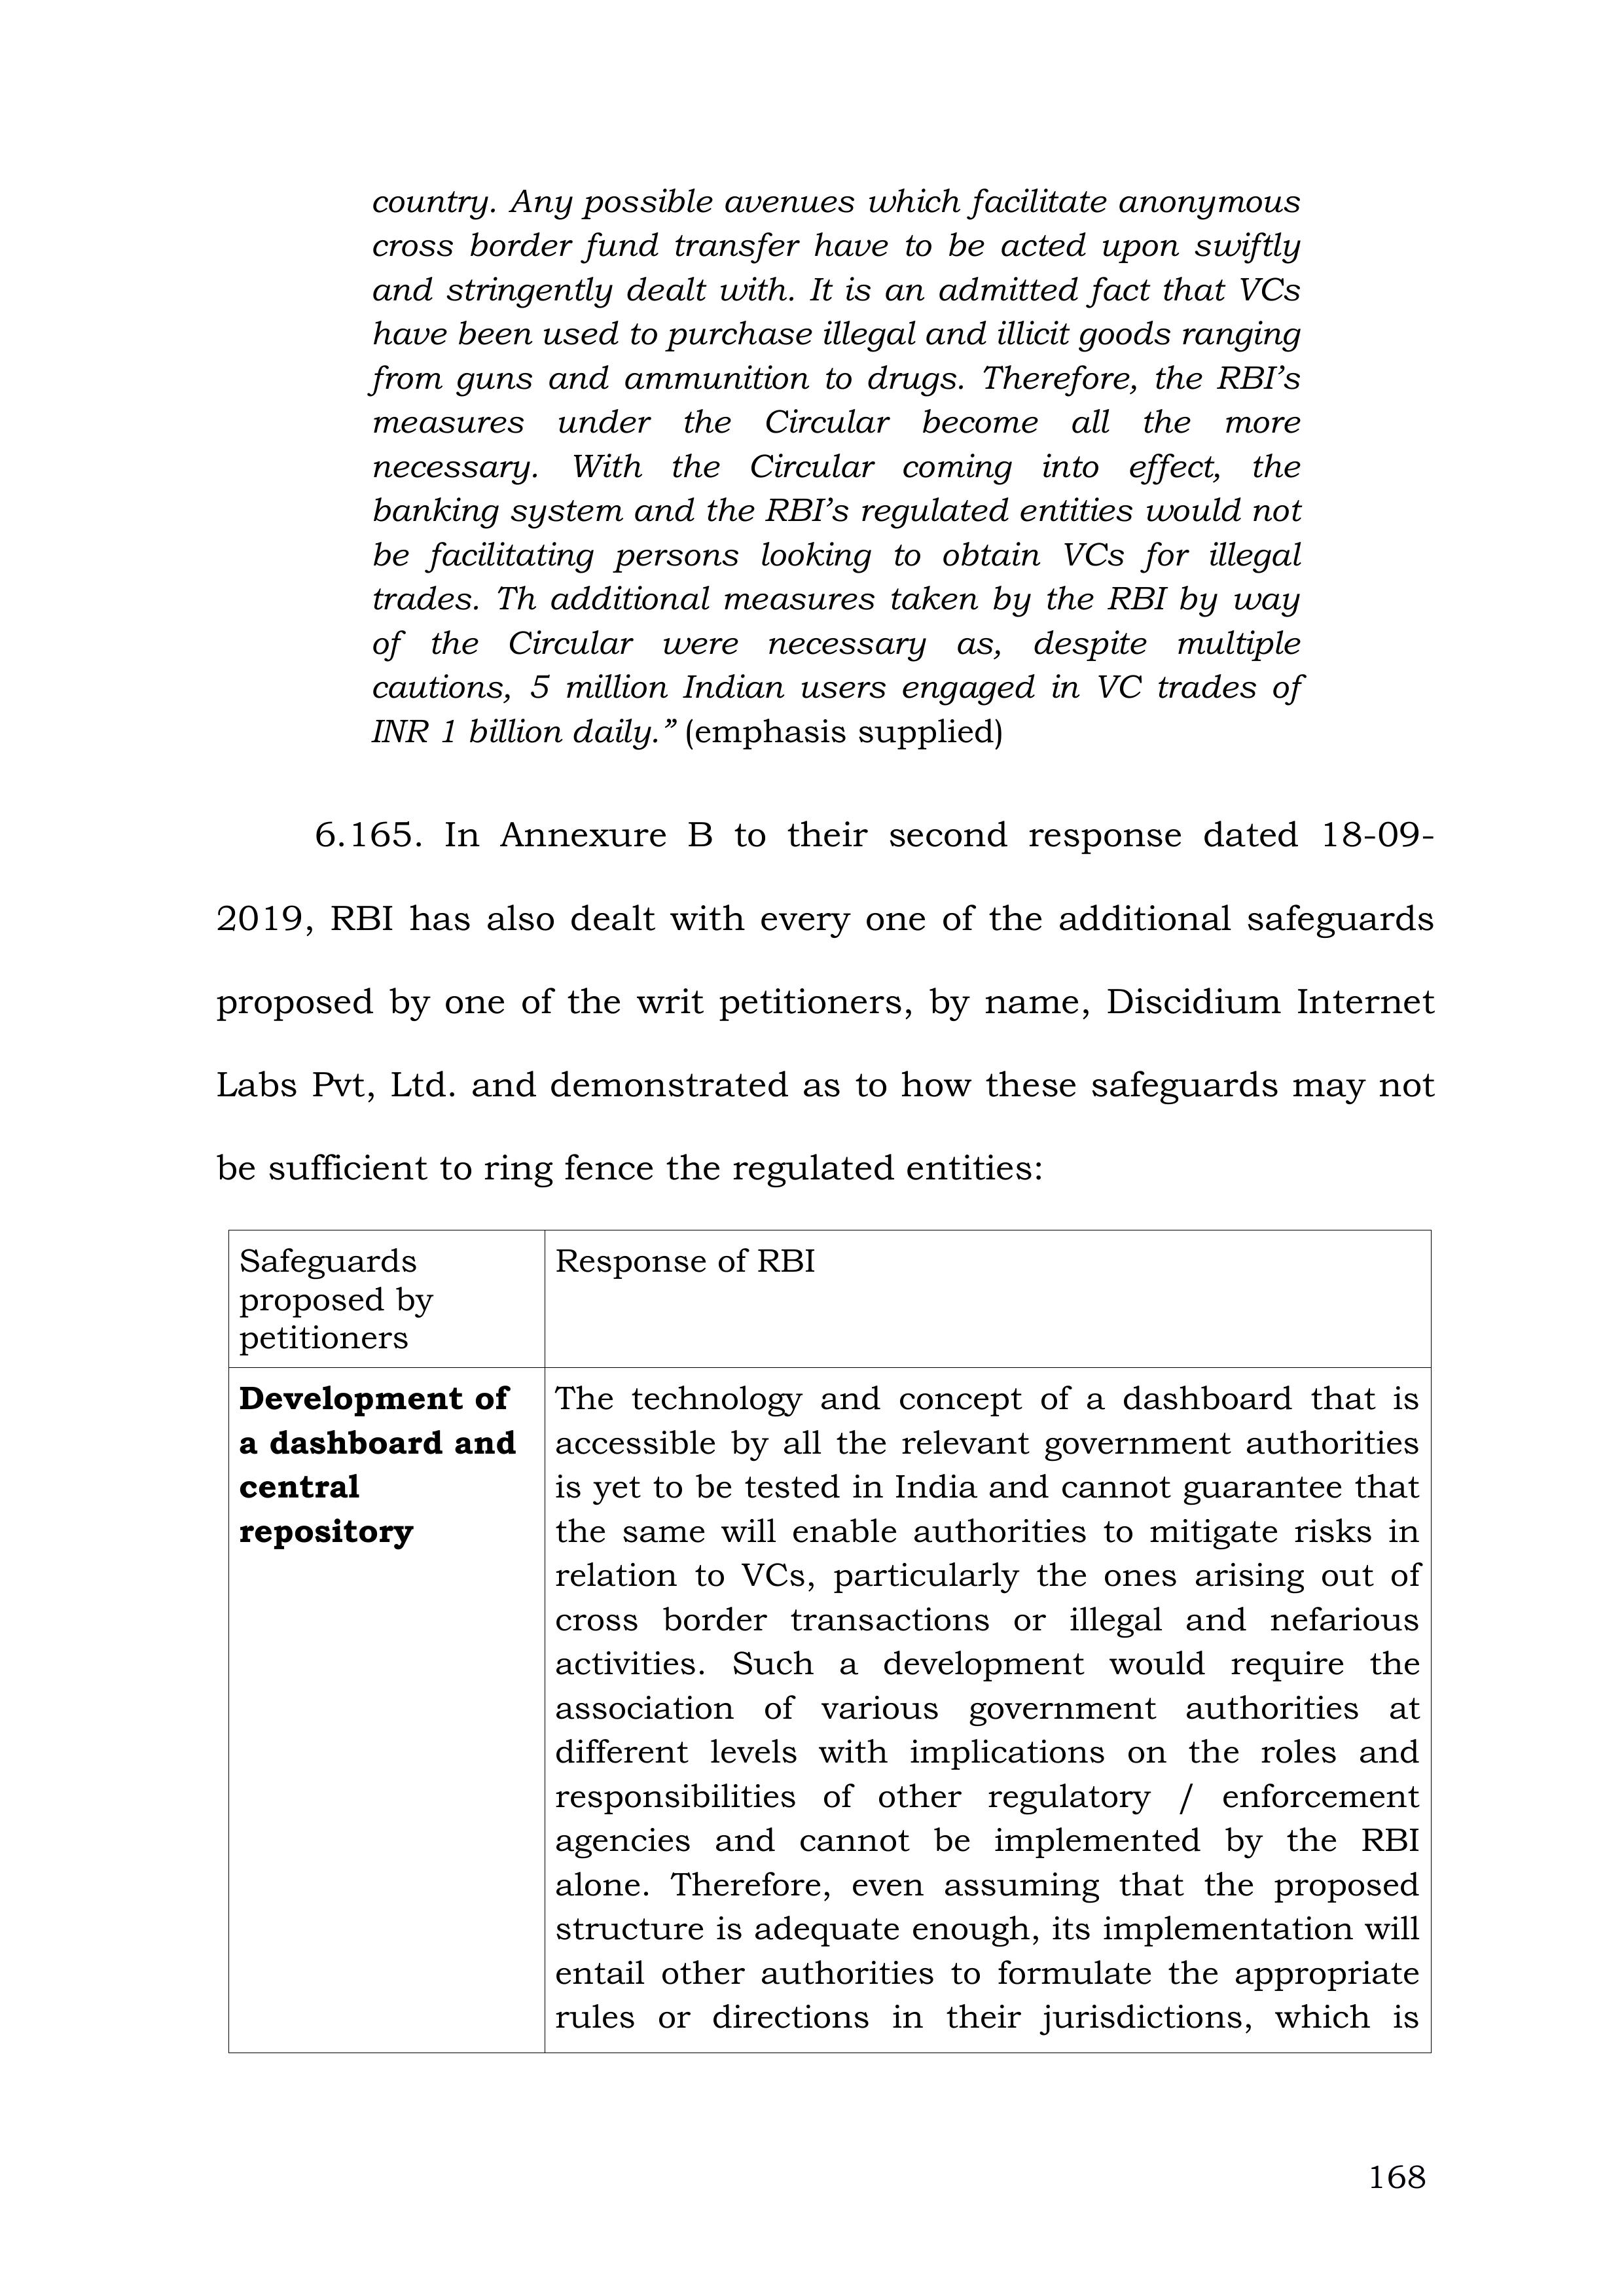 country. Any possible avenues which facilitate anonymous
cross border fund transfer have to be acted upon swiftly
and stringently dealt with. It is an admitted fact that VCs
have been used to purchase illegal and illicit goods ranging
from guns and ammunition to drugs. Therefore, the RBI’s
measures under the Circular become all the more
necessary. With the Circular coming into effect, the
banking system and the RBI’s regulated entities would not
be facilitating persons looking to obtain VCs for illegal
trades. Th additional measures taken by the RBI by way
of the Circular were necessary as, despite multiple
cautions, 5 million Indian users engaged in VC trades of
INR 1 billion daily.” (emphasis supplied)
6.165. In Annexure B to their second response dated 18-09-
2019, RBI has also dealt with every one of the additional safeguards
proposed by one of the writ petitioners, by name, Discidium Internet
Labs Pvt, Ltd. and demonstrated as to how these safeguards may not
be sufficient to ring fence the regulated entities:
Safeguards
proposed by
petitioners
Response of RBI
Development of
a dashboard and
central
repository
The technology and concept of a dashboard that is
accessible by all the relevant government authorities
is yet to be tested in India and cannot guarantee that
the same will enable authorities to mitigate risks in
relation to VCs, particularly the ones arising out of
cross border transactions or illegal and nefarious
activities. Such a development would require the
association of various government authorities at
different levels with implications on the roles and
responsibilities of other regulatory / enforcement
agencies and cannot be implemented by the RBI
alone. Therefore, even assuming that the proposed
structure is adequate enough, its implementation will
entail other authorities to formulate the appropriate
rules or directions in their jurisdictions, which is
168